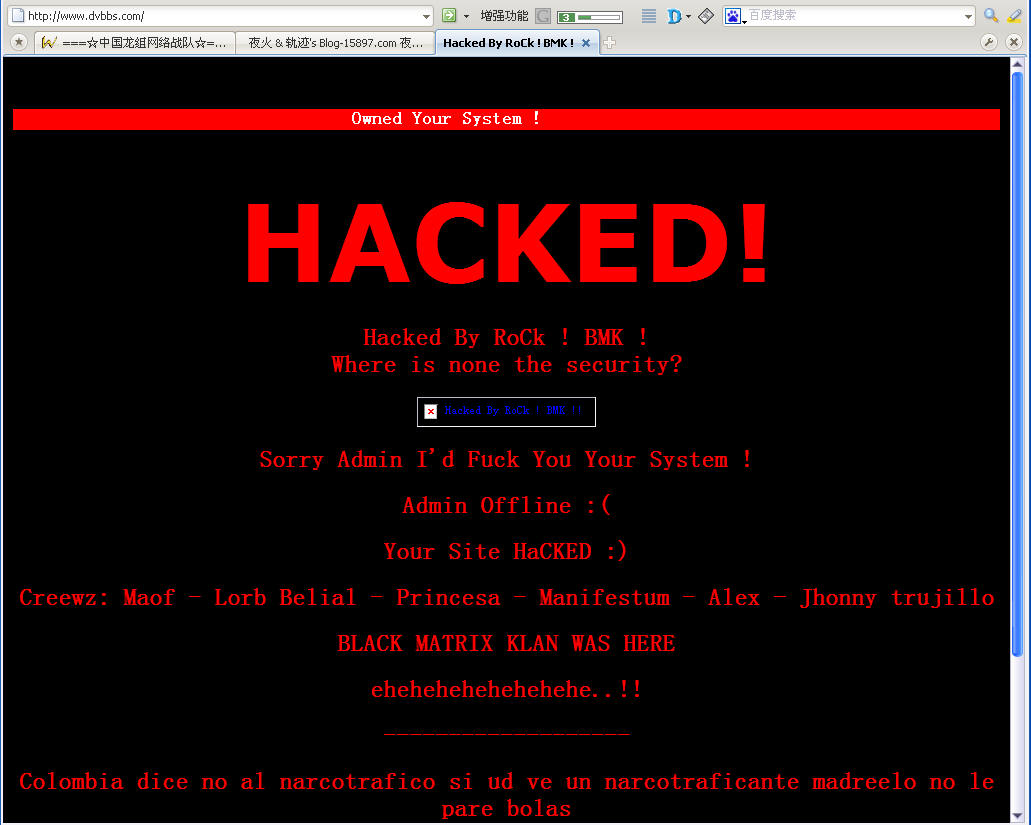 http://www.dvbbs.com/
增强功能
3
百度搜索
===☆中国龙组网络战队☆=...
夜火 & 轨迹's Blog-15897.com 夜...
Hacked By RoCk ! BMK !
Owned Your System !
HACKED!
Hacked By RoCk ! BMK !
Where is none the security?
Hacked By RoCk ! BMK !!
Sorry Admin I'd Fuck You Your System !
Admin Offline :(
Your Site HaCKED :)
Creewz: Maof - Lorb Belial - Princesa - Manifestum - Alex - Jhonny trujillo
BLACK MATRIX KLAN WAS HERE
ehehehehehehehehe..!!
-------------------
Colombia dice no al narcotrafico si ud ve un narcotraficante madreelo no le
pare bolas